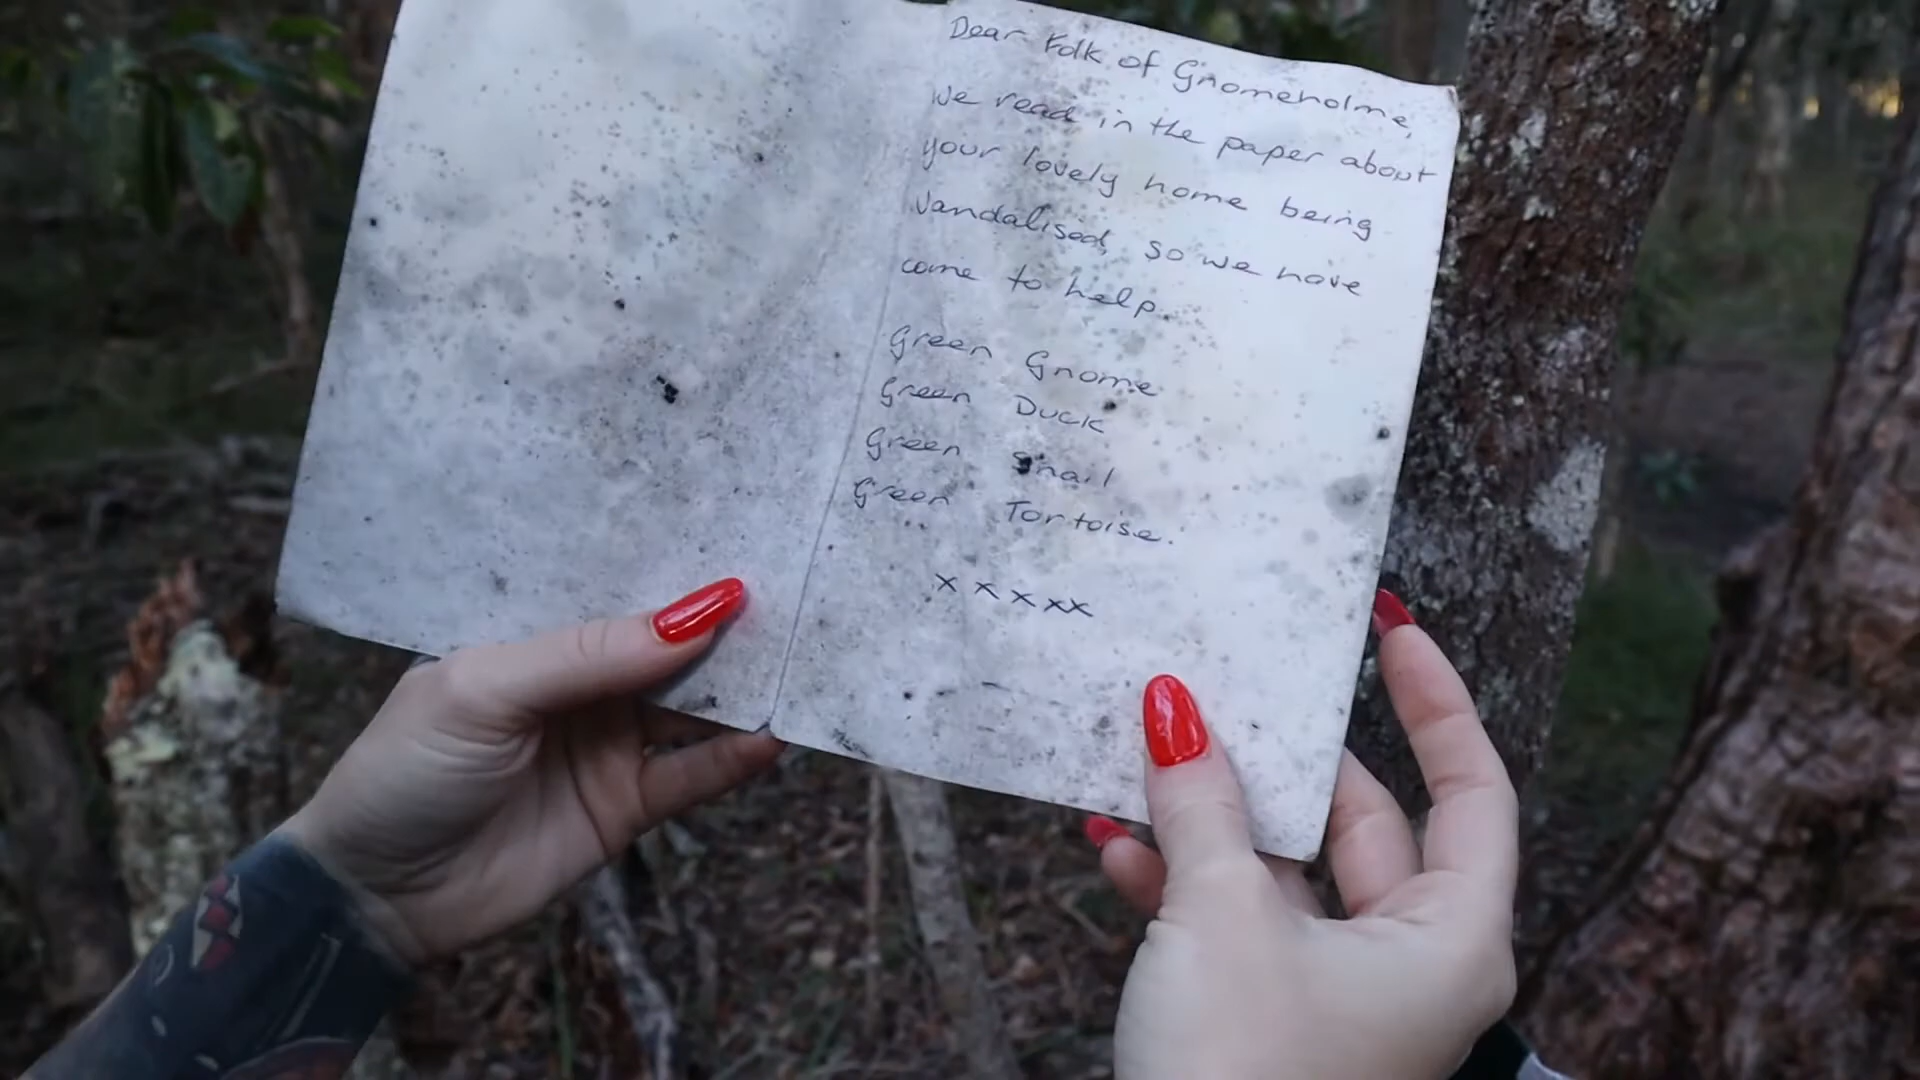 Dear Folk of Gnomeholme,
We read in the paper about
your lovely home being
vandalised, so we have
come to help.
Green Gnome
Green Duck
Green Snail
Green Tortoise.
x x x x x